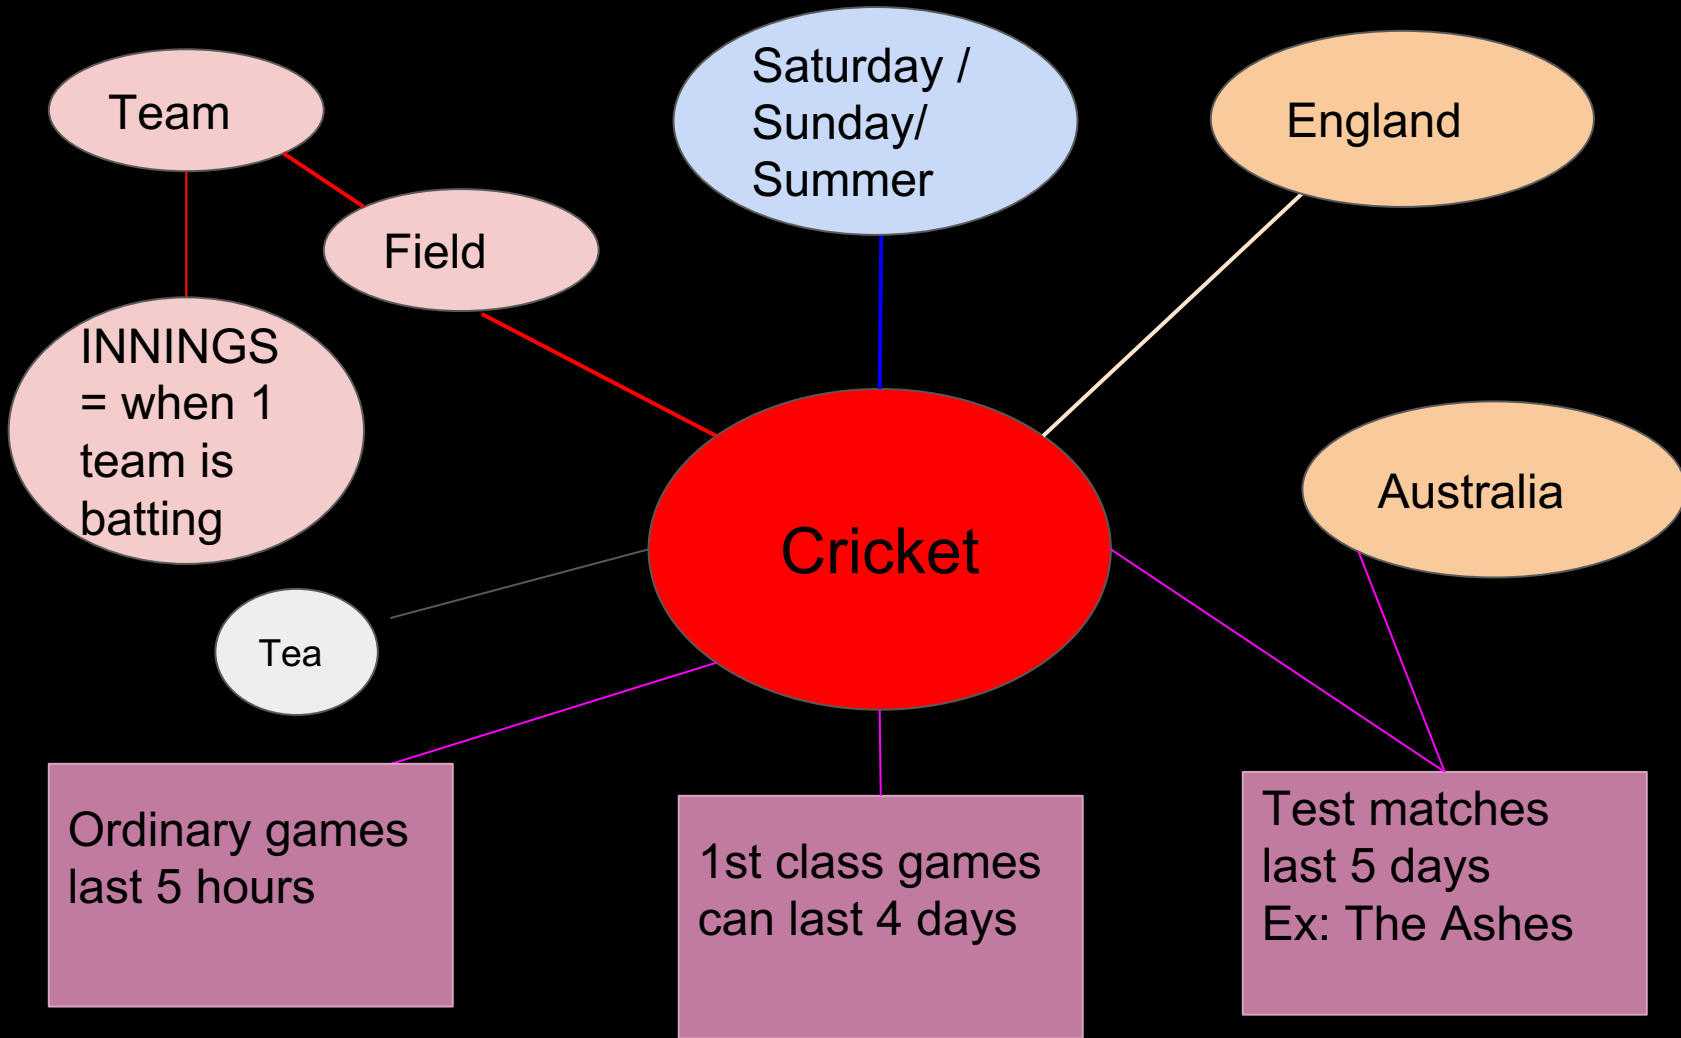 Team
Saturday /
Sunday/
Summer
England
Field
INNINGS
= when 1
team is
batting
Australia
Cricket
Tea
Ordinary games
last 5 hours
1st class games
can last 4 days
Test matches
last 5 days
Ex: The Ashes